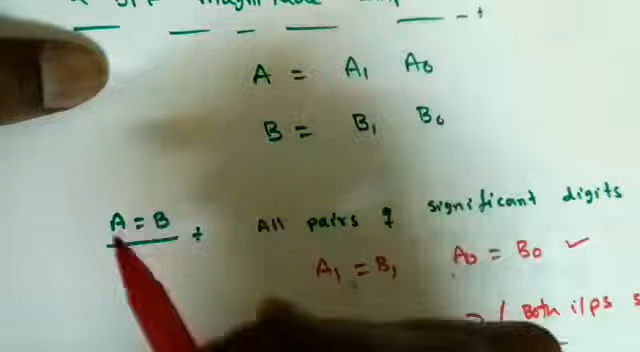 A = A₁ A₀
B = B₁ B₀
A = B : All pairs of significant digits
A₁ = B₁ A₀ = B₀ ✓
Both i/ps